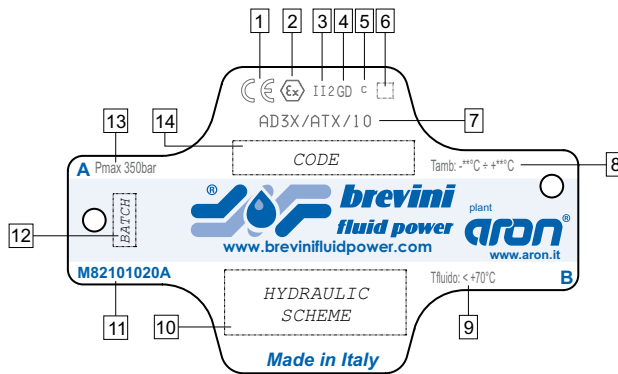 1 2 3 4 5 6
CE Ex II2GD c
AD3X/ATX/10 7
13 14
A Pmax 350bar CODE Tamb: -**°C ÷ +**°C 8
® brevini
fluid power
plant
aron®
12 BATCH
www.brevinifluidpower.com www.aron.it
M82101020A Tfluido: < +70°C B
HYDRAULIC
SCHEME
11 10 9
Made in Italy